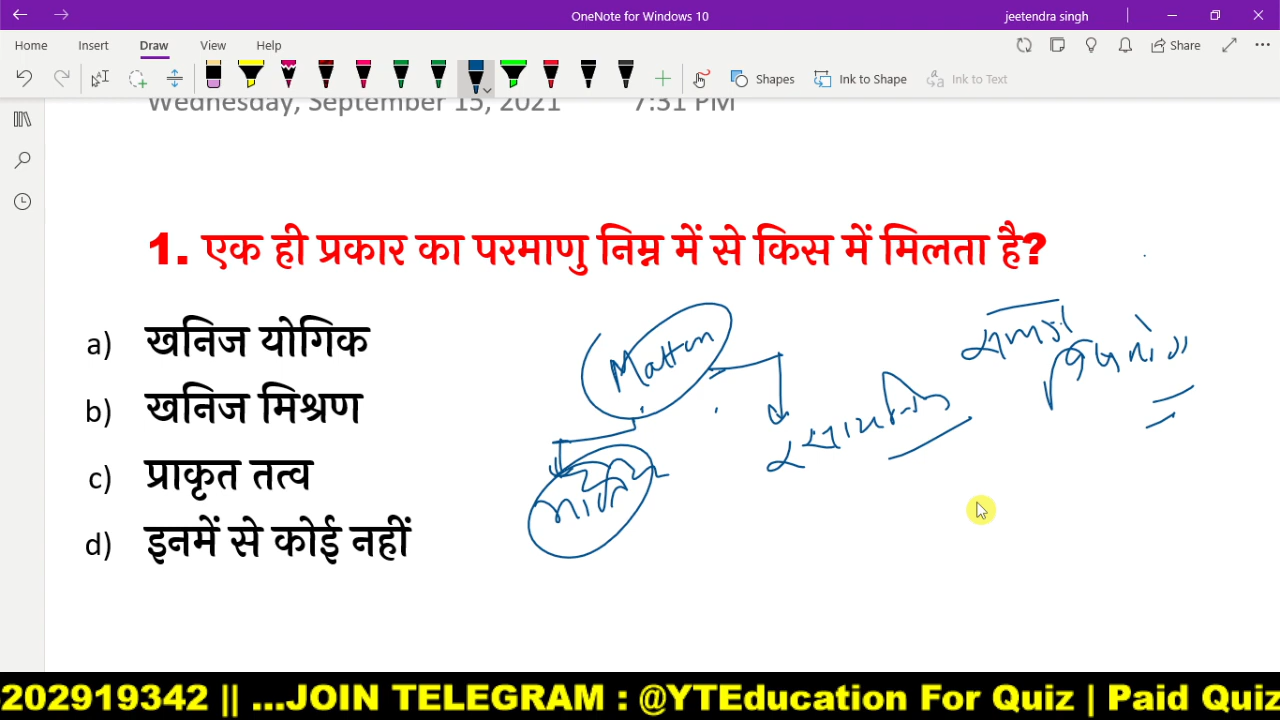 OneNote for Windows 10
jeetendra singh
Home Insert Draw View Help
Share
Shapes Ink to Shape Ink to Text
Wednesday, September 15, 2021 7:31 PM
1. एक ही प्रकार का परमाणु निम्न में से किस में मिलता है?
a) खनिज योगिक
b) खनिज मिश्रण
c) प्राकृत तत्व
d) इनमें से कोई नहीं
202919342 || ...JOIN TELEGRAM : @YTEducation For Quiz | Paid Quiz